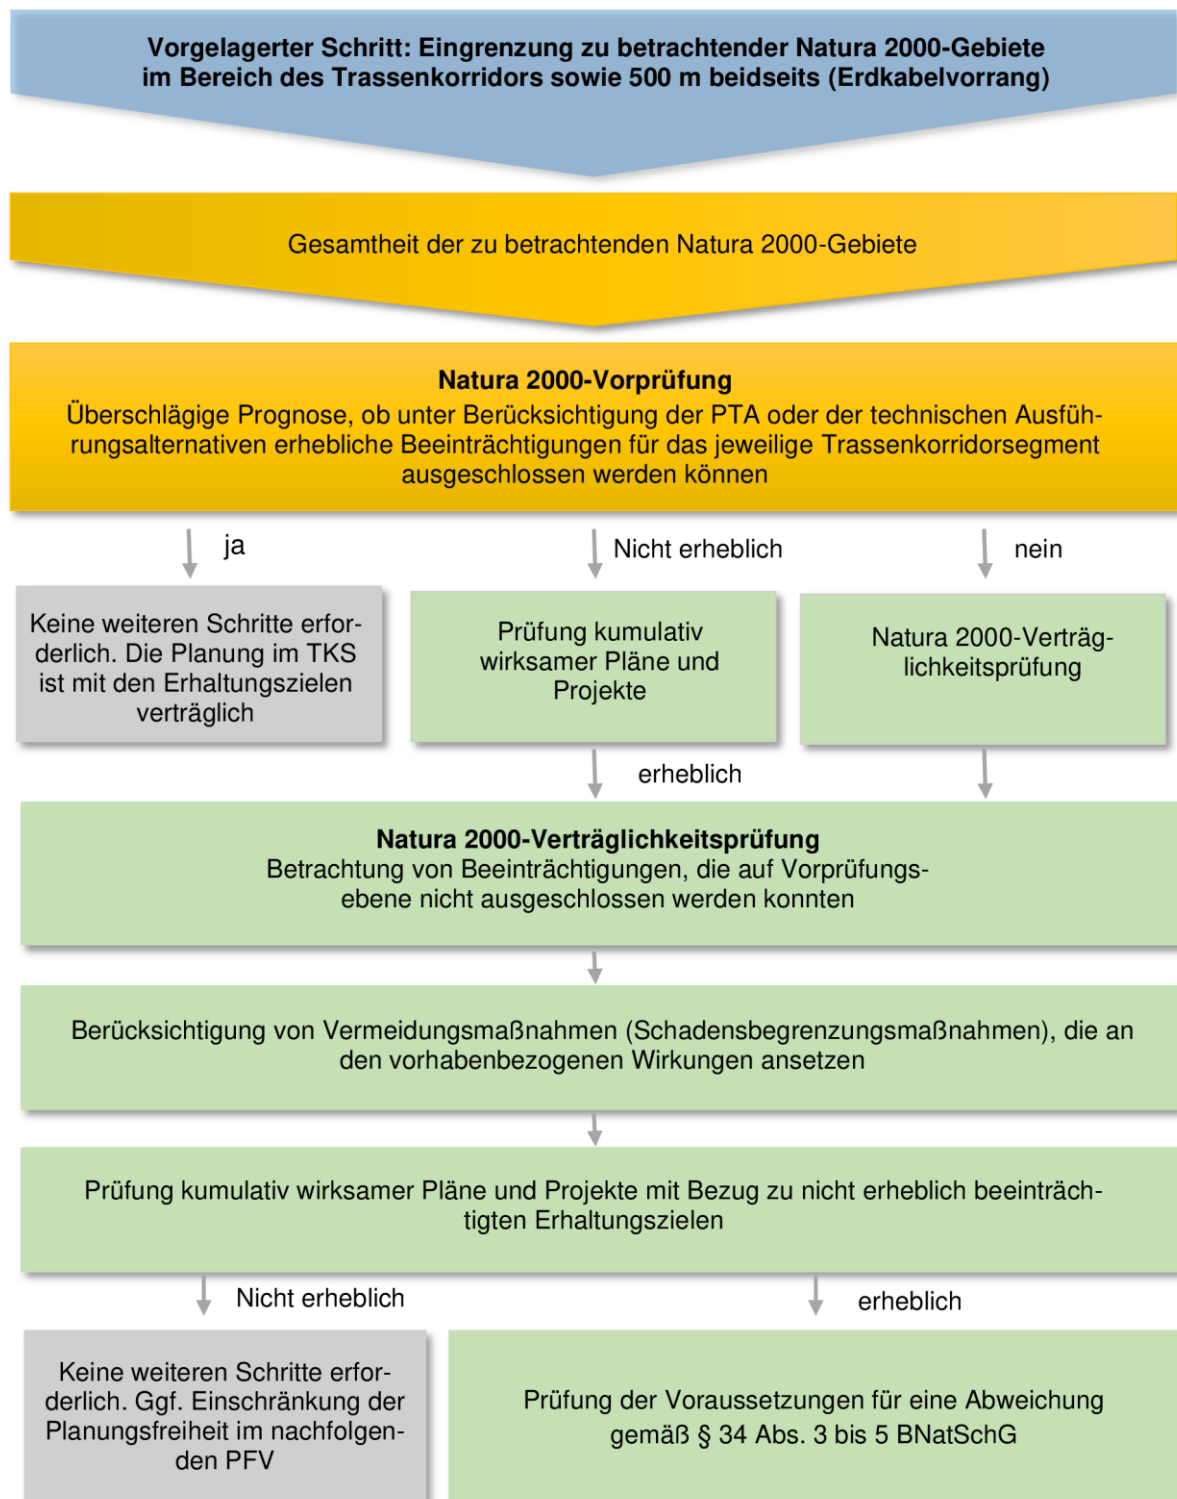 Vorgelagerter Schritt: Eingrenzung zu betrachtender Natura 2000-Gebiete
im Bereich des Trassenkorridors sowie 500 m beidseits (Erdkabelvorrang)
Gesamtheit der zu betrachtenden Natura 2000-Gebiete
Natura 2000-Vorprüfung
Überschlägige Prognose, ob unter Berücksichtigung der PTA oder der technischen Ausfüh-
rungsalternativen erhebliche Beeinträchtigungen für das jeweilige Trassenkorridorsegment
ausgeschlossen werden können
ja
Nicht erheblich
nein
Keine weiteren Schritte erfor-
derlich. Die Planung im TKS
ist mit den Erhaltungszielen
verträglich
Prüfung kumulativ
wirksamer Pläne und
Projekte
Natura 2000-Verträg-
lichkeitsprüfung
erheblich
Natura 2000-Verträglichkeitsprüfung
Betrachtung von Beeinträchtigungen, die auf Vorprüfungs-
ebene nicht ausgeschlossen werden konnten
Berücksichtigung von Vermeidungsmaßnahmen (Schadensbegrenzungsmaßnahmen), die an
den vorhabenbezogenen Wirkungen ansetzen
Prüfung kumulativ wirksamer Pläne und Projekte mit Bezug zu nicht erheblich beeinträch-
tigten Erhaltungszielen
Nicht erheblich
erheblich
Keine weiteren Schritte erfor-
derlich. Ggf. Einschränkung der
Planungsfreiheit im nachfolgen-
den PFV
Prüfung der Voraussetzungen für eine Abweichung
gemäß § 34 Abs. 3 bis 5 BNatSchG